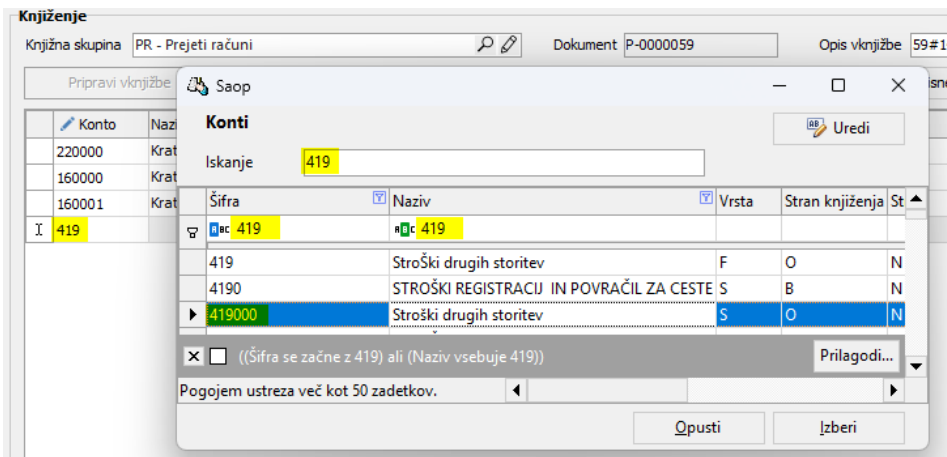 Knjiženje
Knjižna skupina PR - Prejeti računi Dokument P-0000059 Opis vknjižbe 59#1
Pripravi vknjižbe
Saop
Konti
Uredi
Iskanje 419
Konto
220000
160000
160001
419
Šifra Naziv Vrsta Stran knjiženja
419 419
419 StroŠki drugih storitev F O N
4190 STROŠKI REGISTRACIJ IN POVRAČIL ZA CESTE S B N
419000 Stroški drugih storitev S O N
((Šifra se začne z 419) ali (Naziv vsebuje 419))
Prilagodi...
Pogojem ustreza več kot 50 zadetkov.
Opusti Izberi